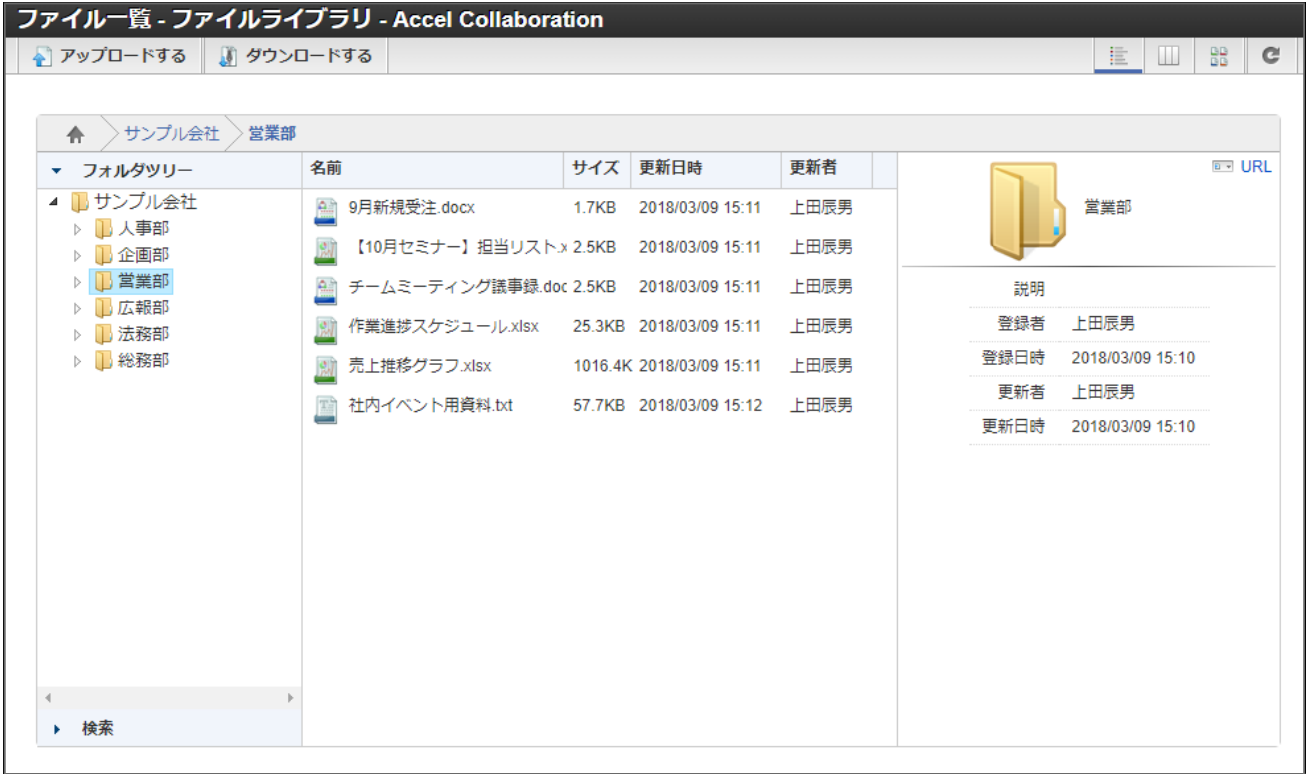 ファイル一覧 - ファイルライブラリ - Accel Collaboration
アップロードする ダウンロードする
サンプル会社 営業部
フォルダツリー
サンプル会社
人事部
企画部
営業部
広報部
法務部
総務部
検索
名前 サイズ 更新日時 更新者
9月新規受注.docx 1.7KB 2018/03/09 15:11 上田辰男
【10月セミナー】担当リスト.x 2.5KB 2018/03/09 15:11 上田辰男
チームミーティング議事録.doc 2.5KB 2018/03/09 15:11 上田辰男
作業進捗スケジュール.xlsx 25.3KB 2018/03/09 15:11 上田辰男
売上推移グラフ.xlsx 1016.4K 2018/03/09 15:11 上田辰男
社内イベント用資料.txt 57.7KB 2018/03/09 15:12 上田辰男
URL
営業部
説明
登録者 上田辰男
登録日時 2018/03/09 15:10
更新者 上田辰男
更新日時 2018/03/09 15:10